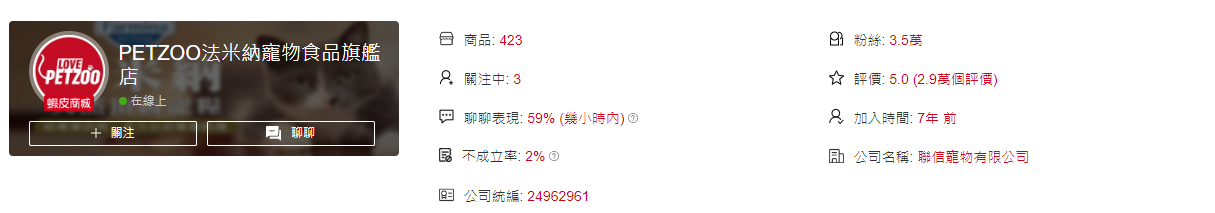 LOVE
PETZOO
蝦皮商城
PETZOO法米納寵物食品旗艦
店
在線上
關注
聊聊
商品: 423
關注中: 3
聊聊表現: 59% (幾小時內)
不成立率: 2%
公司統編: 24962961
粉絲: 3.5萬
評價: 5.0 (2.9萬個評價)
加入時間: 7年 前
公司名稱: 聯信寵物有限公司